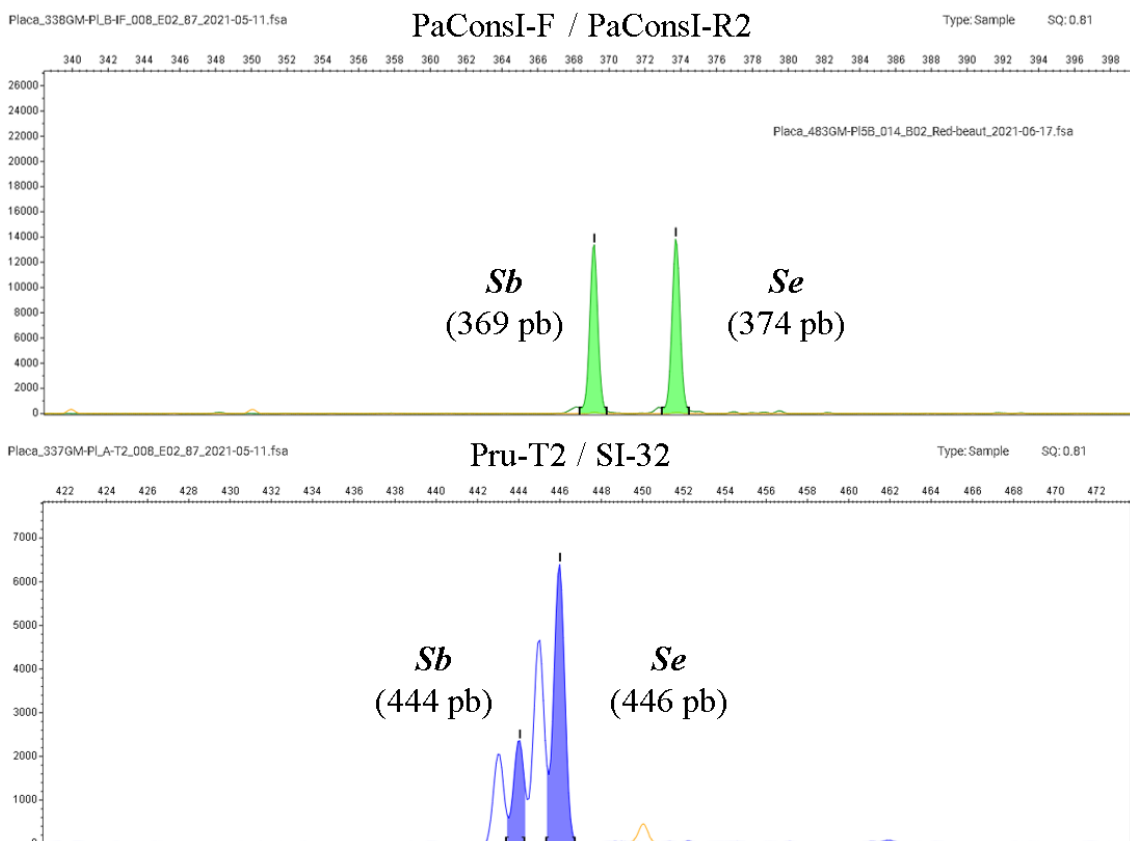 Placa_338GM-Pl_B-IF_008_E02_87_2021-05-11.fsa PaConsI-F / PaConsI-R2 Type: Sample SQ: 0.81
340 342 344 346 348 350 352 354 356 358 360 362 364 366 368 370 372 374 376 378 380 382 384 386 388 390 392 394 396 398
26000
24000
22000
Placa_483GM-Pl5B_014_B02_Red-beaut_2021-06-17.fsa
20000
18000
16000
14000
12000
10000
8000
6000
4000
2000
0
Sb Se
(369 pb) (374 pb)
Placa_337GM-Pl_A-T2_008_E02_87_2021-05-11.fsa Pru-T2 / SI-32 Type: Sample SQ: 0.81
422 424 426 428 430 432 434 436 438 440 442 444 446 448 450 452 454 456 458 460 462 464 466 468 470 472
7000
6000
5000
4000
3000
2000
1000
0
Sb Se
(444 pb) (446 pb)